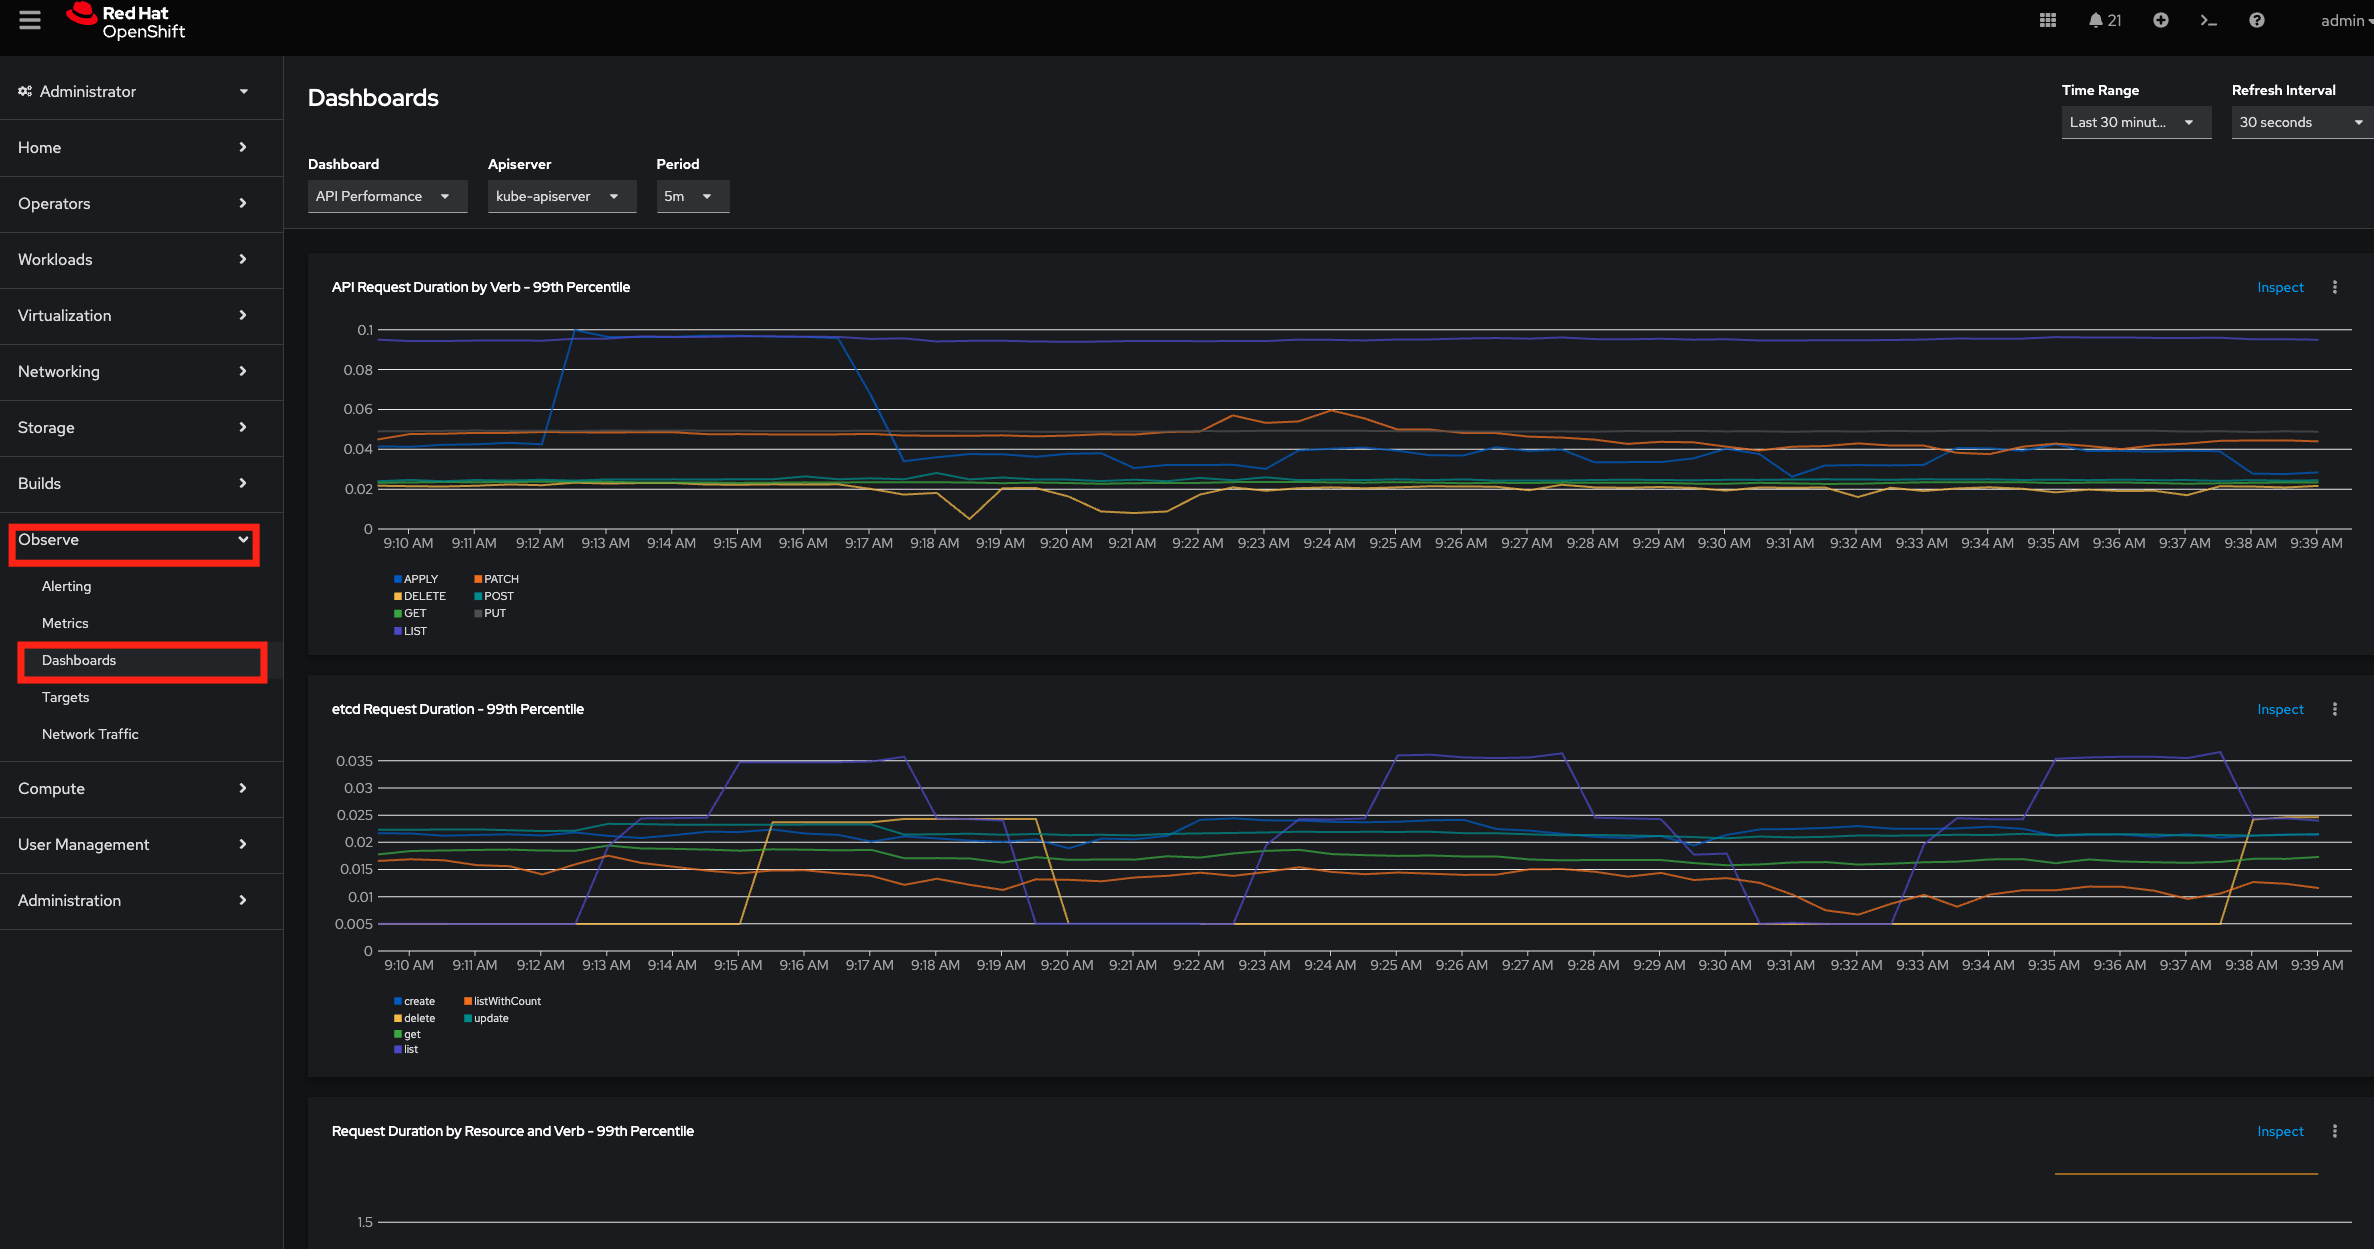 Red Hat
OpenShift
21
admin
Administrator
Home
Operators
Workloads
Virtualization
Networking
Storage
Builds
Observe
Alerting
Metrics
Dashboards
Targets
Network Traffic
Compute
User Management
Administration
Dashboards
Time Range
Refresh Interval
Last 30 minut...
30 seconds
Dashboard
Apiserver
Period
API Performance
kube-apiserver
5m
API Request Duration by Verb - 99th Percentile
Inspect
0.1
0.08
0.06
0.04
0.02
0
9:10 AM 9:11 AM 9:12 AM 9:13 AM 9:14 AM 9:15 AM 9:16 AM 9:17 AM 9:18 AM 9:19 AM 9:20 AM 9:21 AM 9:22 AM 9:23 AM 9:24 AM 9:25 AM 9:26 AM 9:27 AM 9:28 AM 9:29 AM 9:30 AM 9:31 AM 9:32 AM 9:33 AM 9:34 AM 9:35 AM 9:36 AM 9:37 AM 9:38 AM 9:39 AM
APPLY PATCH
DELETE POST
GET PUT
LIST
etcd Request Duration - 99th Percentile
Inspect
0.035
0.03
0.025
0.02
0.015
0.01
0.005
0
9:10 AM 9:11 AM 9:12 AM 9:13 AM 9:14 AM 9:15 AM 9:16 AM 9:17 AM 9:18 AM 9:19 AM 9:20 AM 9:21 AM 9:22 AM 9:23 AM 9:24 AM 9:25 AM 9:26 AM 9:27 AM 9:28 AM 9:29 AM 9:30 AM 9:31 AM 9:32 AM 9:33 AM 9:34 AM 9:35 AM 9:36 AM 9:37 AM 9:38 AM 9:39 AM
create listWithCount
delete update
get
list
Request Duration by Resource and Verb - 99th Percentile
Inspect
1.5